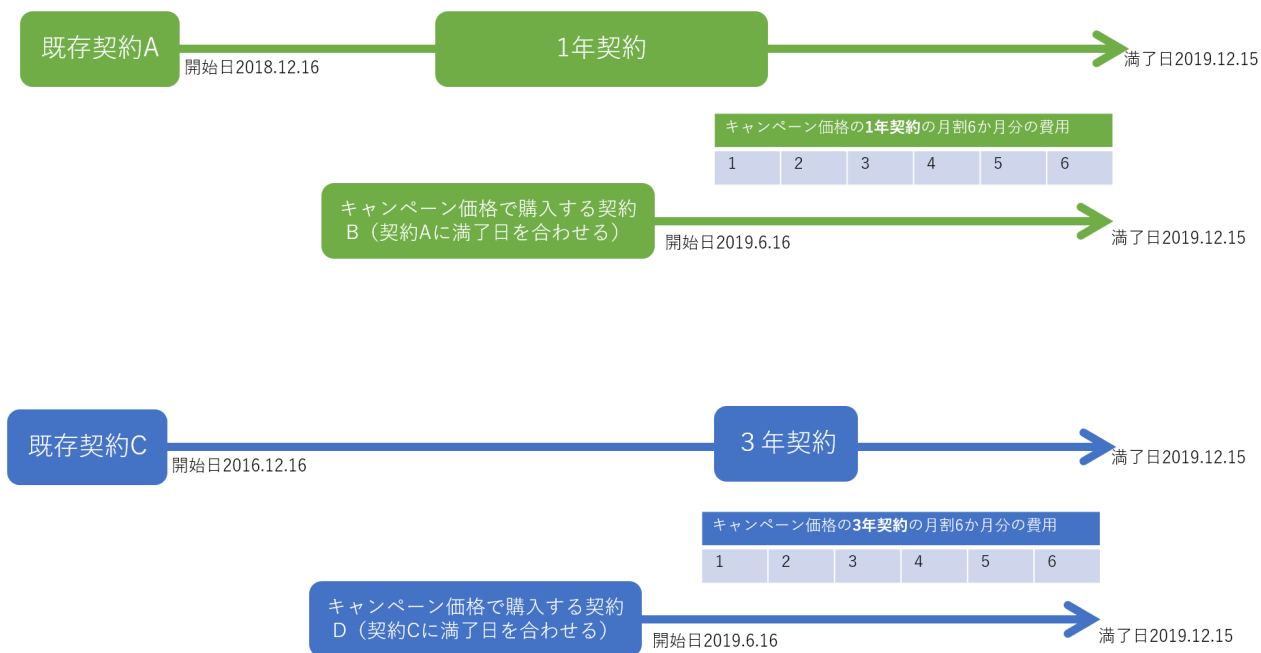 既存契約A
1年契約
開始日2018.12.16
満了日2019.12.15
キャンペーン価格の1年契約の月割6か月分の費用
1 2 3 4 5 6
キャンペーン価格で購入する契約
B（契約Aに満了日を合わせる）
開始日2019.6.16
満了日2019.12.15
既存契約C
３年契約
開始日2016.12.16
満了日2019.12.15
キャンペーン価格の3年契約の月割6か月分の費用
1 2 3 4 5 6
キャンペーン価格で購入する契約
D（契約Cに満了日を合わせる）
開始日2019.6.16
満了日2019.12.15